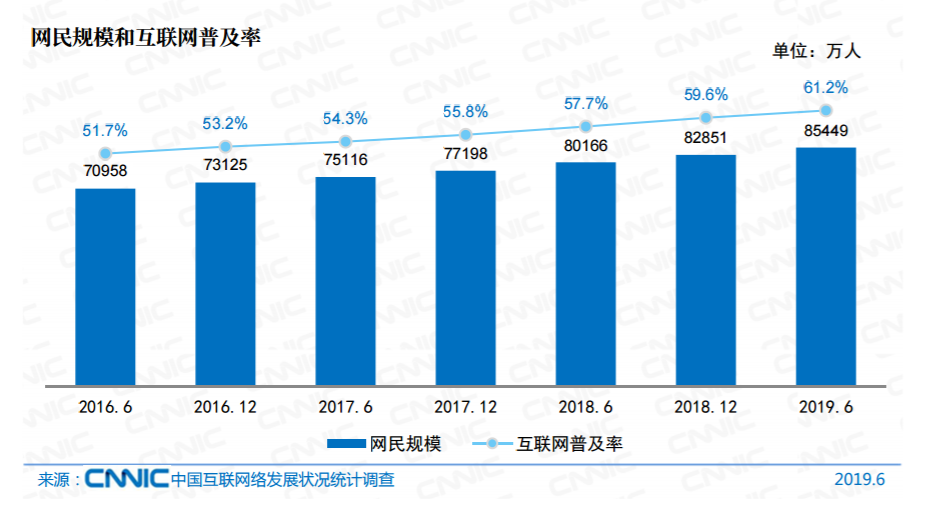 网民规模和互联网普及率
单位：万人
51.7% 53.2% 54.3% 55.8% 57.7% 59.6% 61.2%
70958 73125 75116 77198 80166 82851 85449
2016.6 2016.12 2017.6 2017.12 2018.6 2018.12 2019.6
网民规模 互联网普及率
来源：CNNIC中国互联网络发展状况统计调查 2019.6